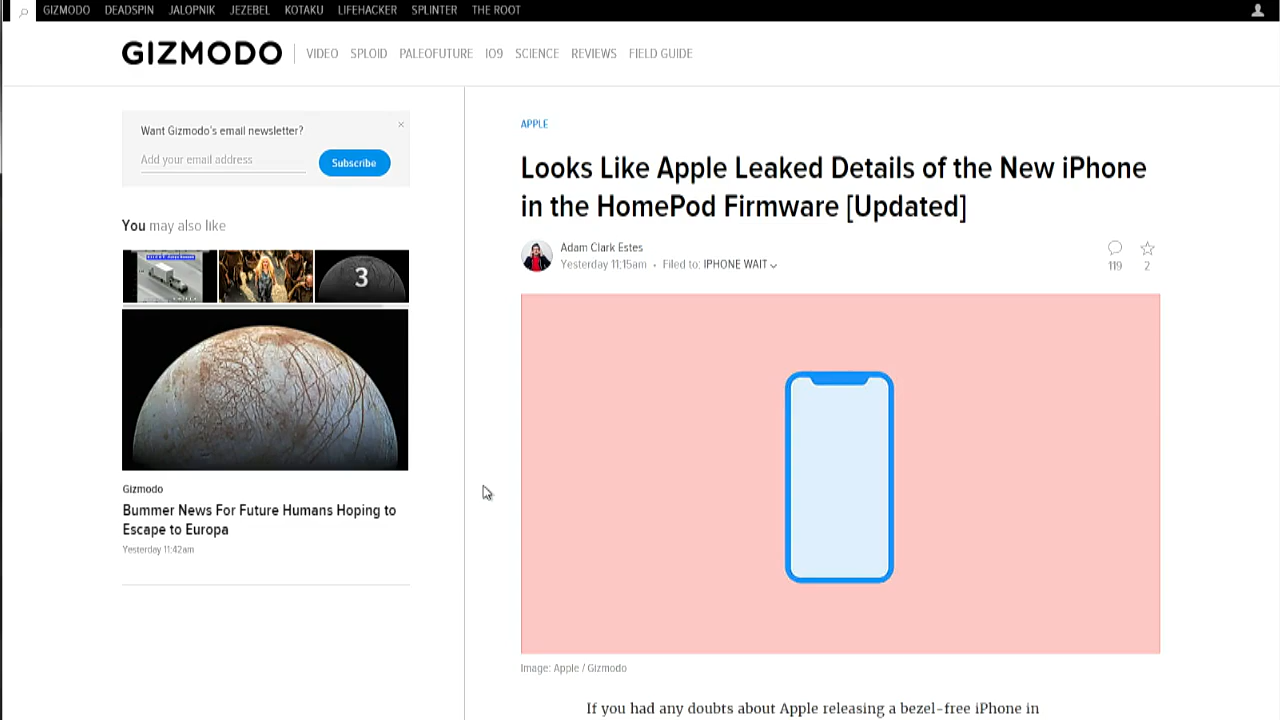 GIZMODO DEADSPIN JALOPNIK JEZEBEL KOTAKU LIFEHACKER SPLINTER THE ROOT
GIZMODO VIDEO SPLOID PALEOFUTURE IO9 SCIENCE REVIEWS FIELD GUIDE
Want Gizmodo's email newsletter?
Add your email address
Subscribe
You may also like
3
Gizmodo
Bummer News For Future Humans Hoping to
Escape to Europa
Yesterday 11:42am
APPLE
Looks Like Apple Leaked Details of the New iPhone
in the HomePod Firmware [Updated]
Adam Clark Estes
Yesterday 11:15am • Filed to: IPHONE WAIT
119 2
Image: Apple / Gizmodo
If you had any doubts about Apple releasing a bezel-free iPhone in